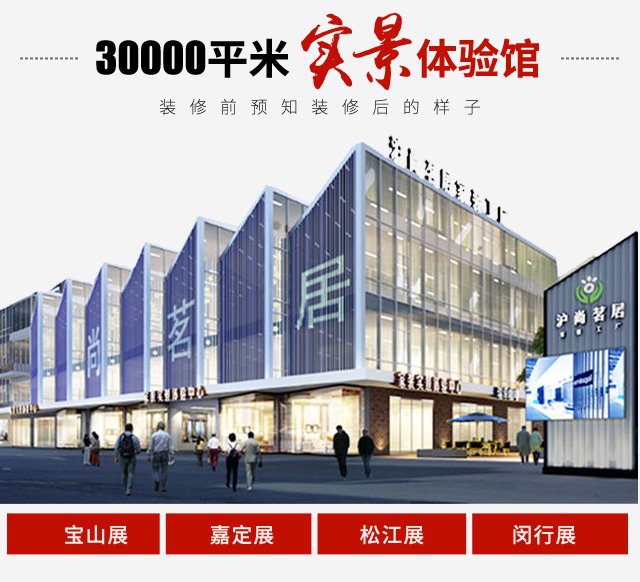 30000平米实景体验馆
装修前预知装修后的样子
尚茗居
沪尚茗居
宝山展
嘉定展
松江展
闵行展